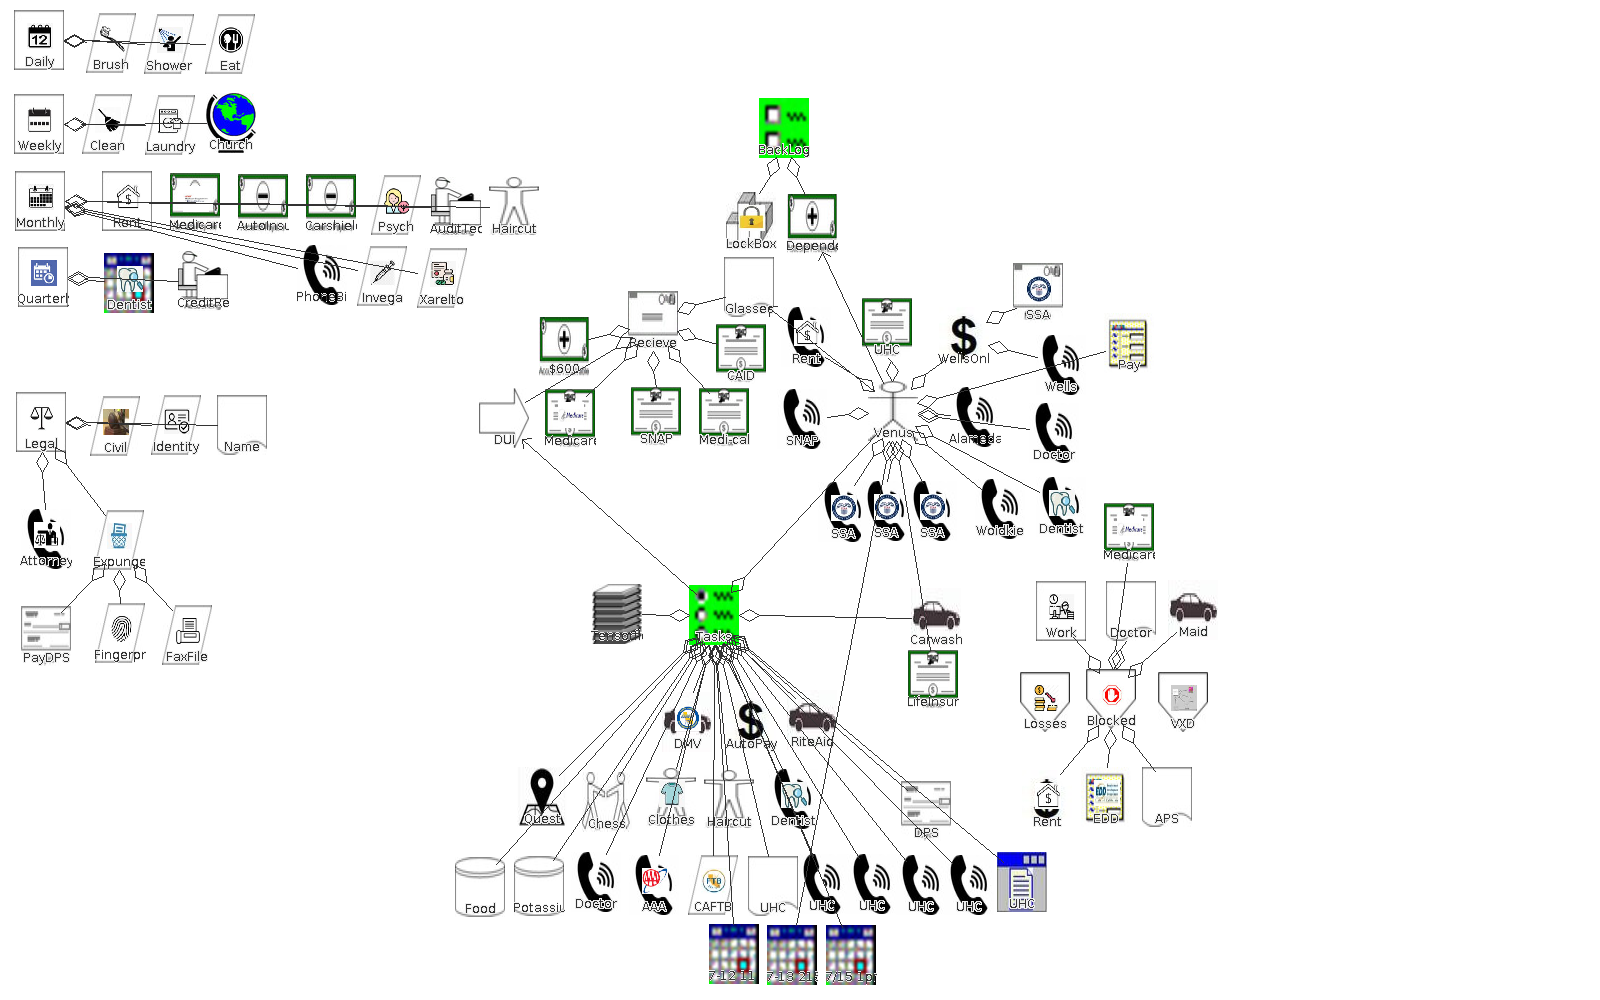 12
Daily
Brush
Shower
Eat
Weekly
Clean
Laundry
Church
Monthly
Rent
Medicare
AutoInsu
Carshiel
Psych
AuditTec
Haircut
Quarterl
Dentist
CreditRe
PhoneBi
Invega
Xarelto
Legal
Civil
Identity
Name
Attorney
Expunge
PayDPS
Fingerpr
FaxFile
BackLog
LockBox
Depende
Glasses
Recieve
$600
CAID
DUI
Medicare
SNAP
Medi-cal
Rent
UHC
WellsOnl
SSA
Wells
Pay
SNAP
Venus
Alameda
Doctor
SSA
SSA
SSA
Woldkie
Dentist
Medicare
Tasks
Carwash
LifeInsur
Work
Doctor
Maid
Losses
Blocked
VXD
Rent
EDD
APS
DMV
AutoPay
RiteAid
Quest
Chess
Clothes
Haircut
Dentist
DPS
Food
Potassiu
Doctor
AAA
FTB
CAFTB
UHC
UHC
UHC
UHC
UHC
UHC